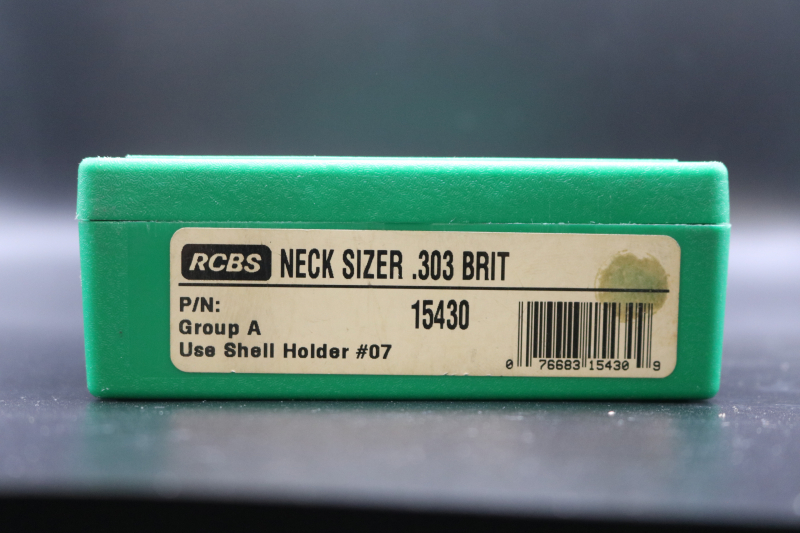 RCBS NECK SIZER .303 BRIT
P/N: 15430
Group A
Use Shell Holder #07
0 76683 15430 9